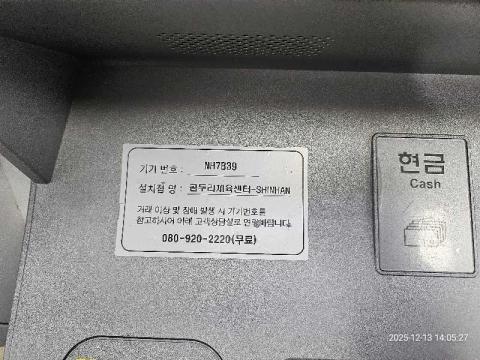 기기 번호 : NH7839
설치점 명 : 곰두리체육센터-SHINHAN
거래 이상 및 장애 발생 시 기기번호를
참고하시어 아래 고객상담실로 연락바랍니다.
080-920-2220(무료)
현금
Cash
2025-12-13 14:05:27